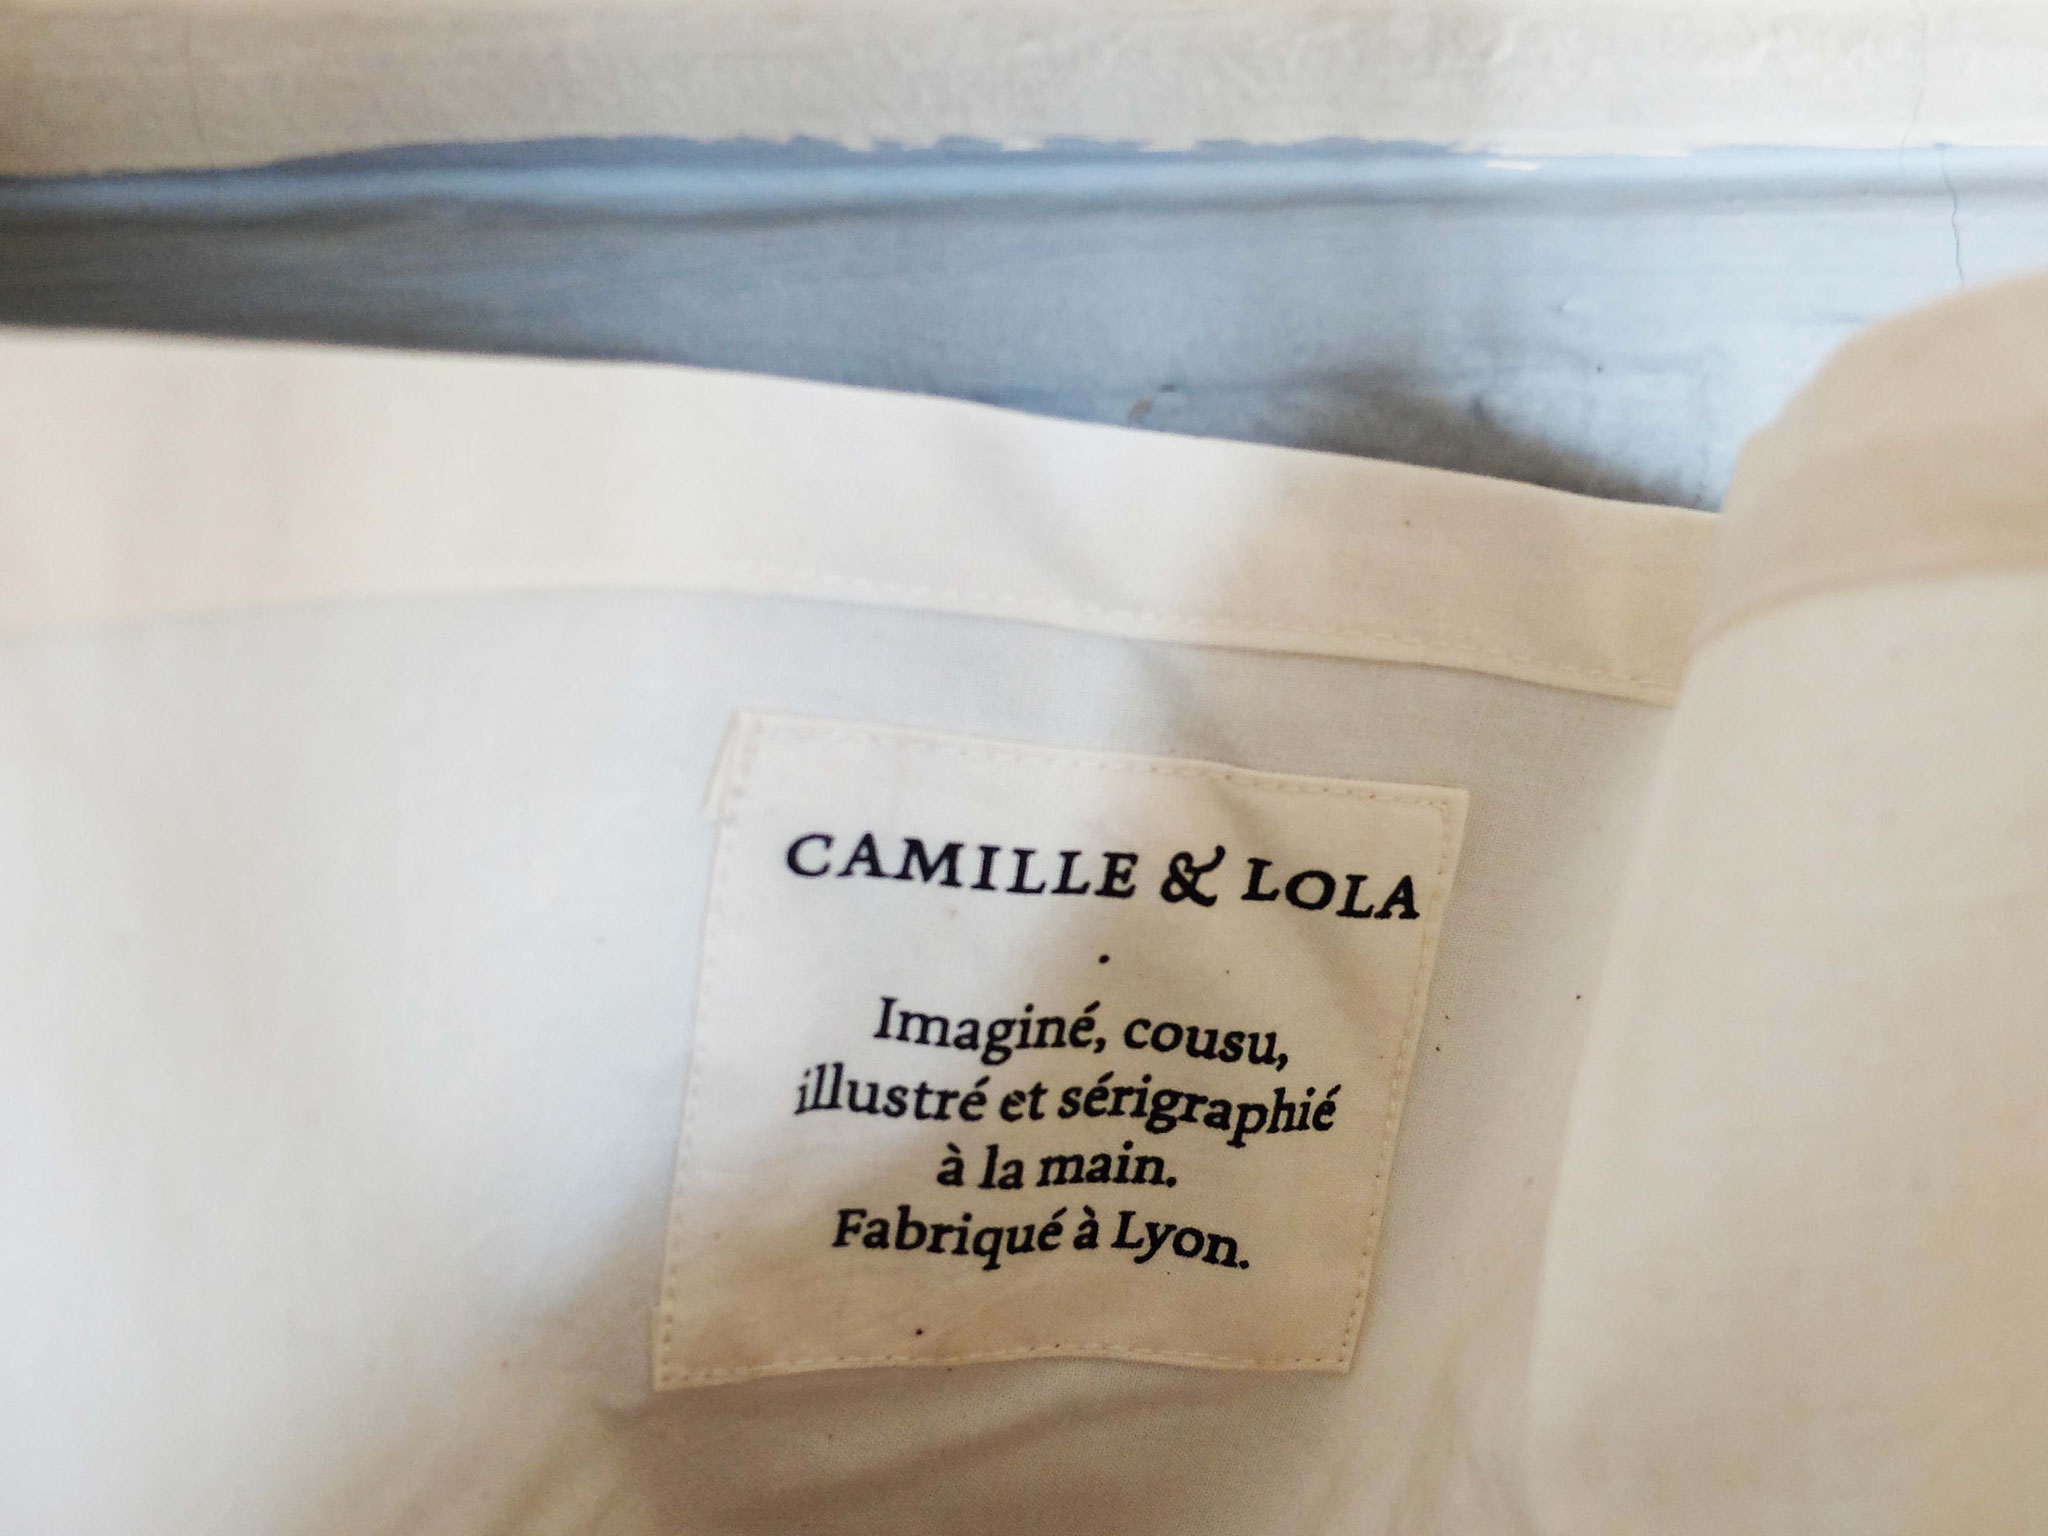 CAMILLE & LOLA
.
Imaginé, cousu,
illustré et sérigraphié
à la main.
Fabriqué à Lyon.